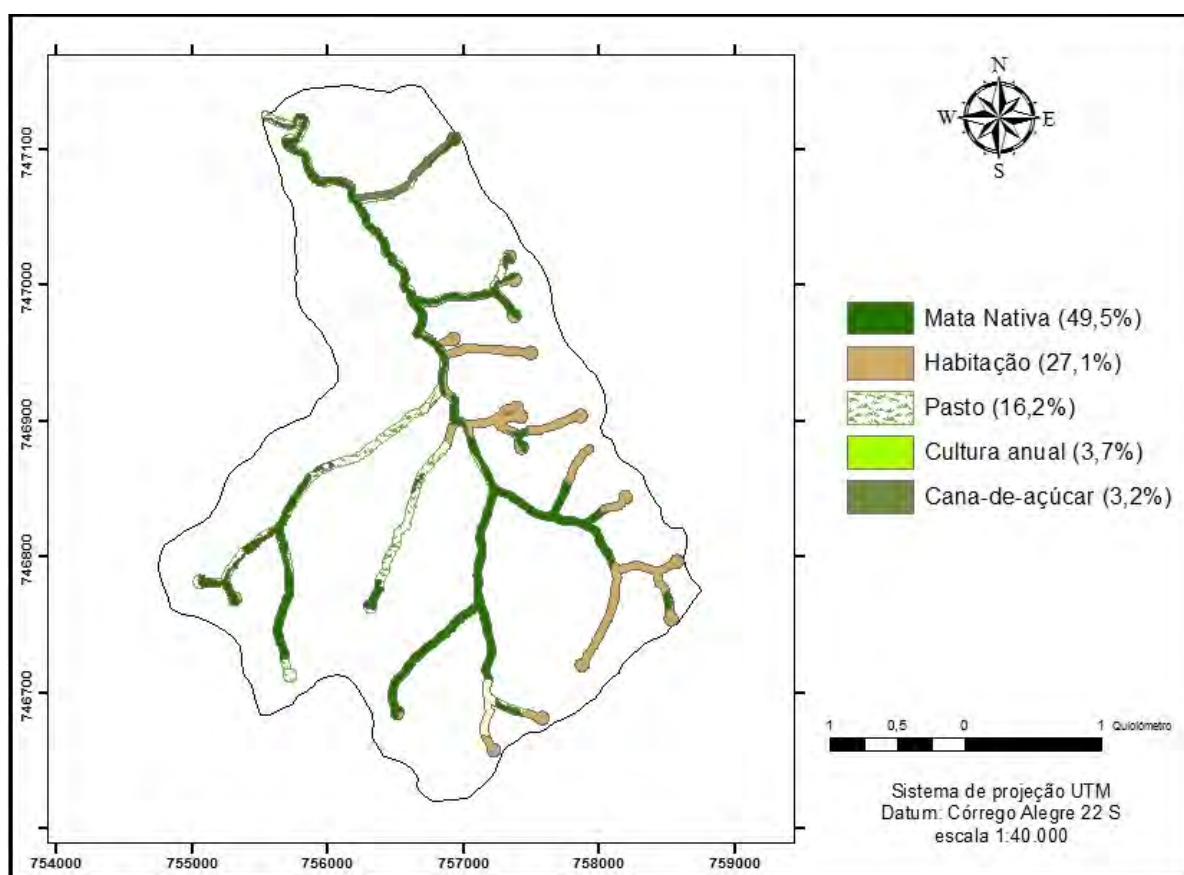 N
W
E
S
747100
747000
746900
746800
746700
754000
755000
756000
757000
758000
759000
Mata Nativa (49,5%)
Habitação (27,1%)
Pasto (16,2%)
Cultura anual (3,7%)
Cana-de-açúcar (3,2%)
1 0,5 0 1 Quiolômetro
Sistema de projeção UTM
Datum: Córrego Alegre 22 S
escala 1:40.000